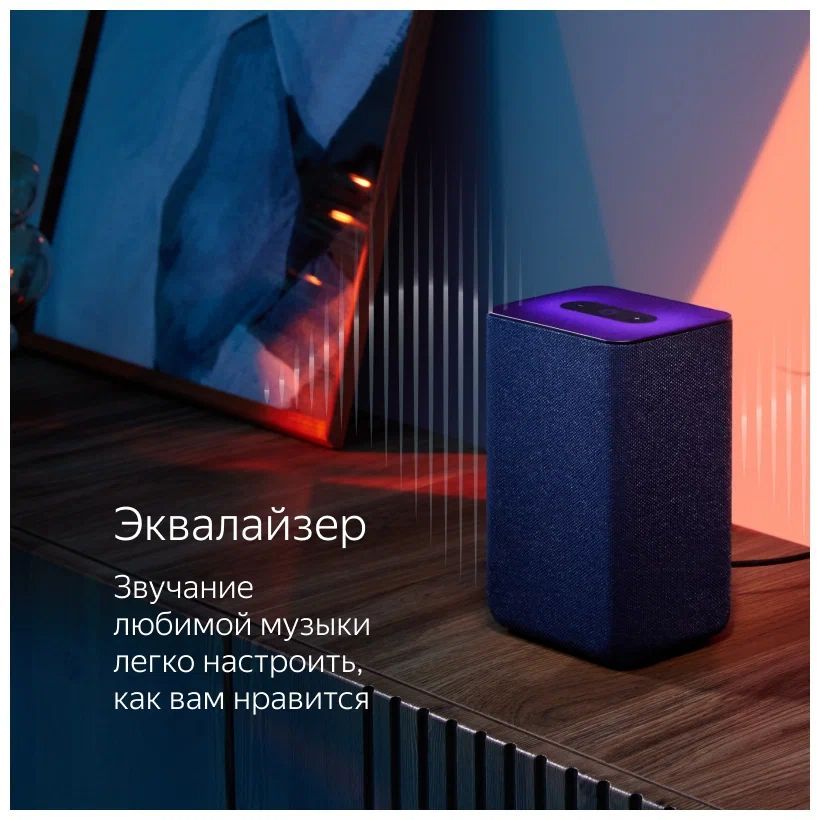 Эквалайзер
Звучание
любимой музыки
легко настроить,
как вам нравится